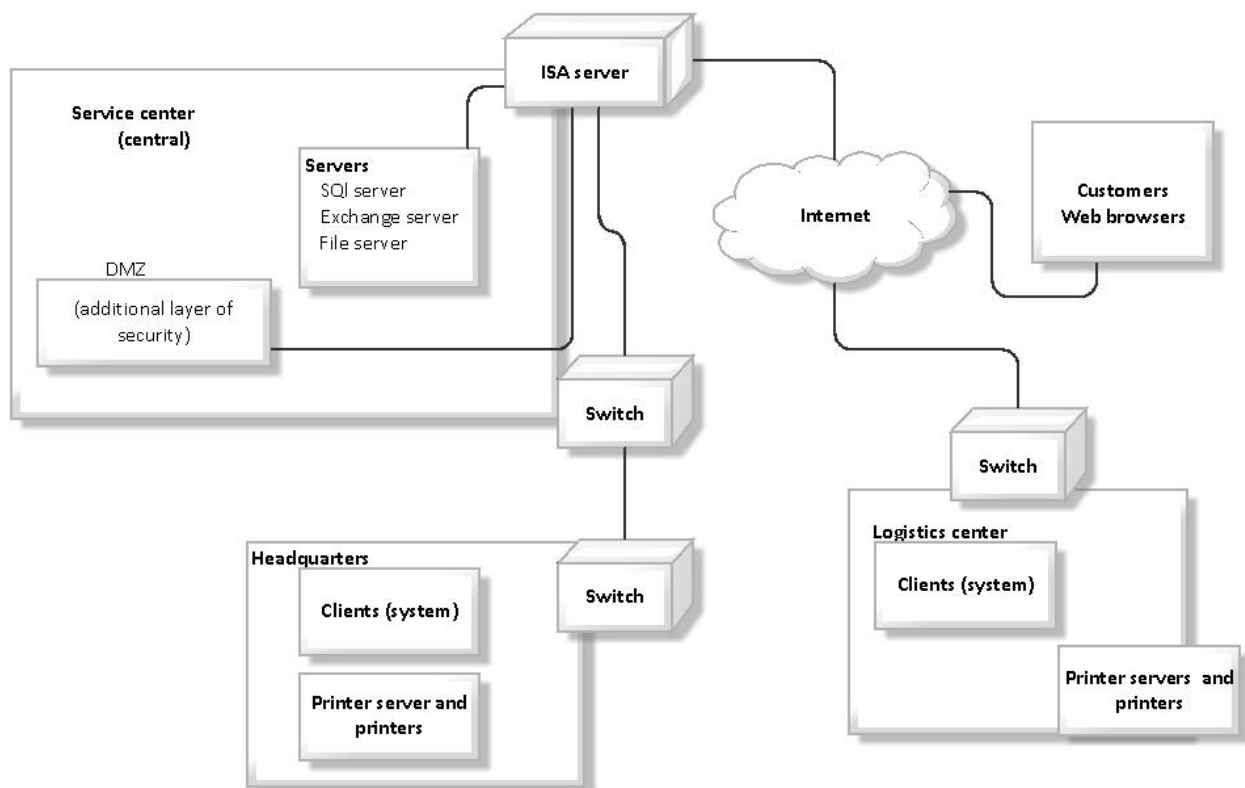 ISA server
Service center
(central)
Servers
SQl server
Exchange server
File server
DMZ
(additional layer of
security)
Internet
Customers
Web browsers
Switch
Switch
Headquarters
Clients (system)
Switch
Printer server and
printers
Logistics center
Clients (system)
Printer servers and
printers